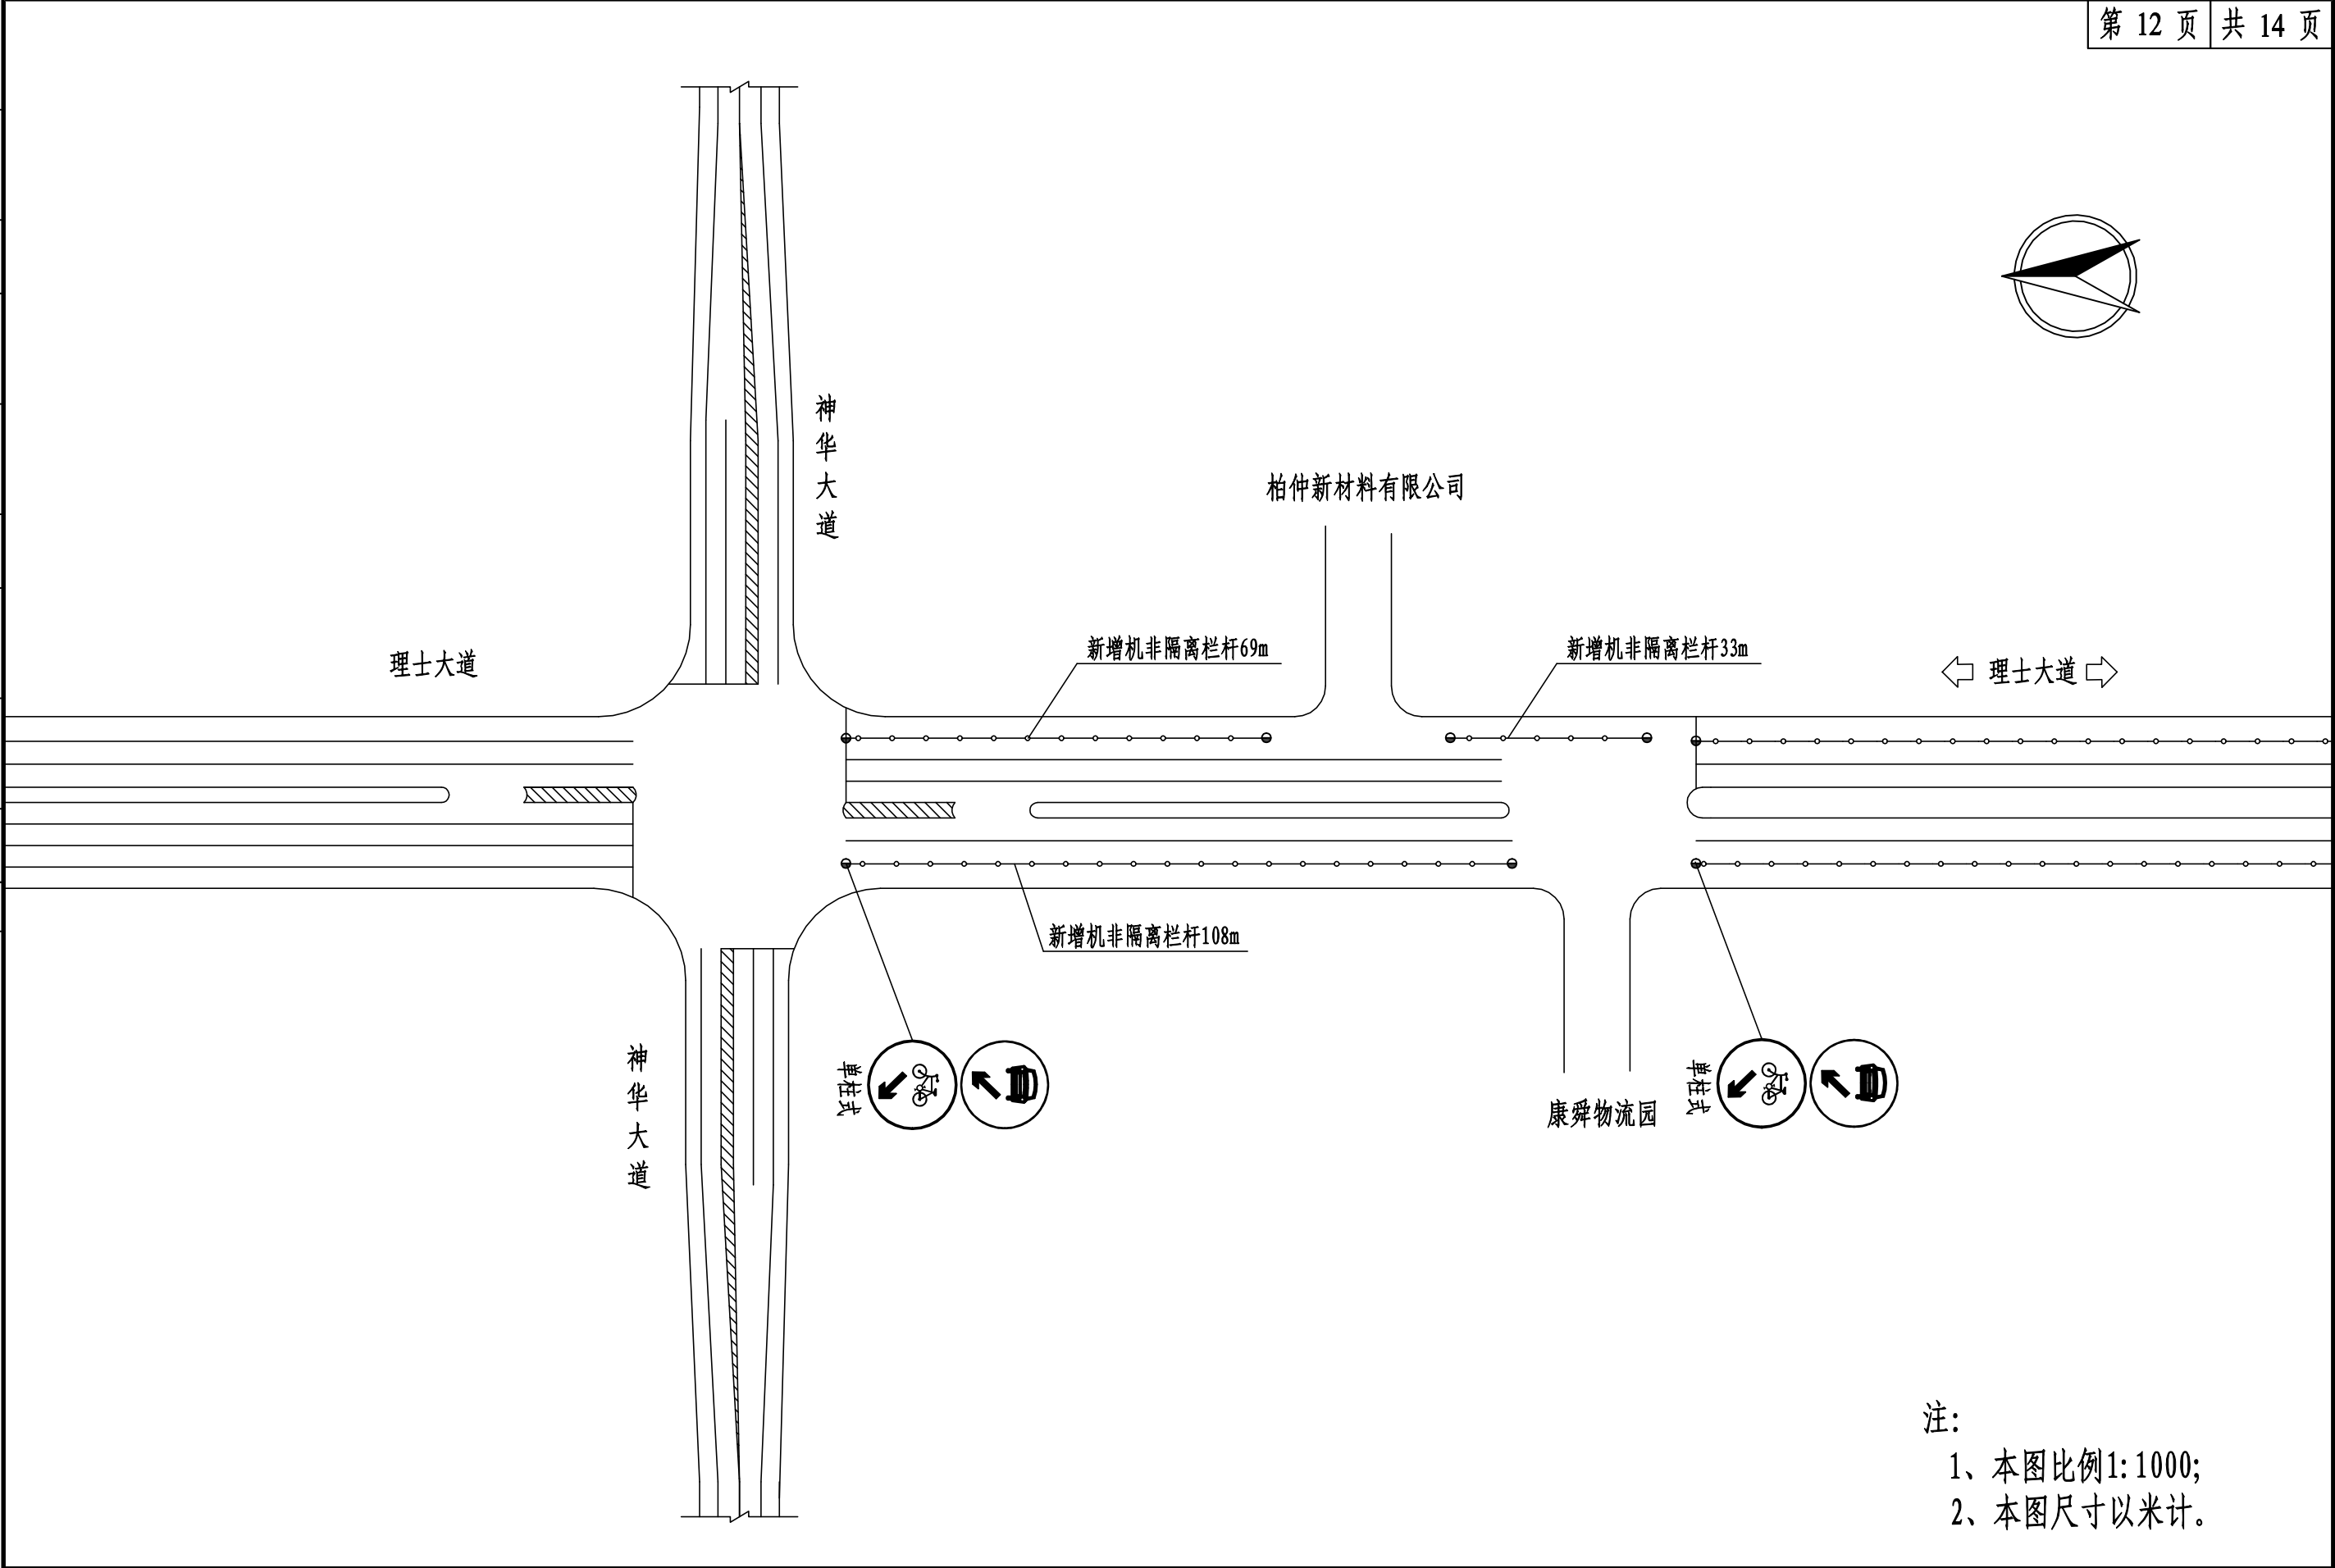 第 12 页 共 14 页
神华大道
柏仲新材料有限公司
新增机非隔离栏杆69m
新增机非隔离栏杆33m
理士大道
理士大道
新增机非隔离栏杆108m
神华大道
单柱式
单柱式
康舜物流园
注:
1、本图比例1:1000;
2、本图尺寸以米计。